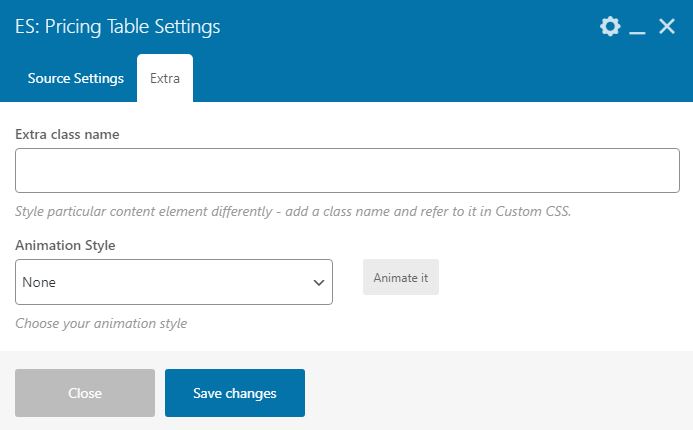 ES: Pricing Table Settings
Source Settings
Extra
Extra class name
Style particular content element differently - add a class name and refer to it in Custom CSS.
Animation Style
None
Animate it
Choose your animation style
Close
Save changes